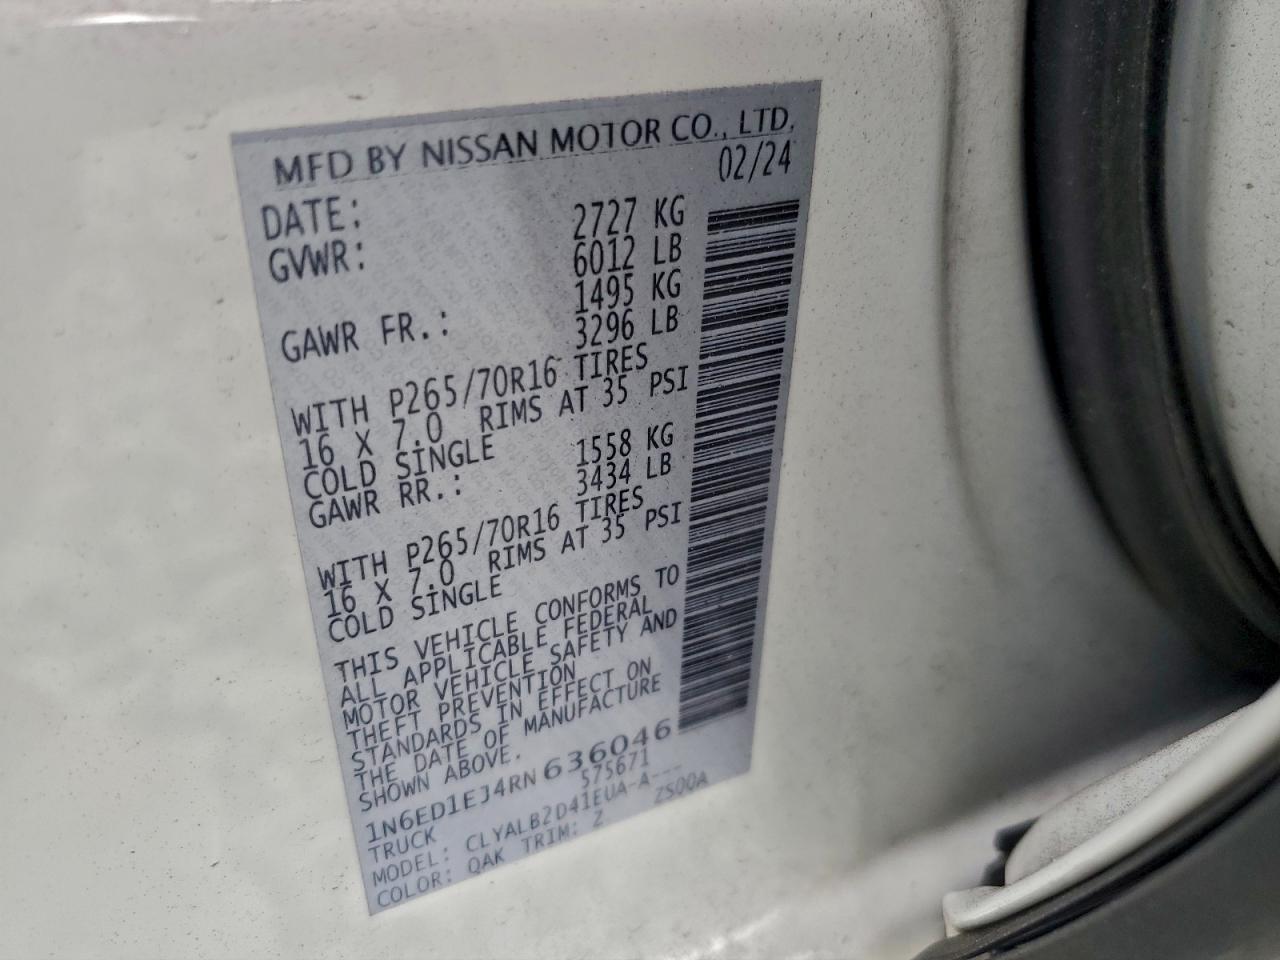 MFD BY NISSAN MOTOR CO., LTD.
DATE: 02/24
GVWR: 2727 KG
6012 LB
GAWR FR.: 1495 KG
3296 LB
WITH P265/70R16 TIRES
16 X 7.0 RIMS AT 35 PSI
COLD SINGLE
GAWR RR.: 1558 KG
3434 LB
WITH P265/70R16 TIRES
16 X 7.0 RIMS AT 35 PSI
COLD SINGLE
THIS VEHICLE CONFORMS TO
ALL APPLICABLE FEDERAL
MOTOR VEHICLE SAFETY AND
THEFT PREVENTION
STANDARDS IN EFFECT ON
THE DATE OF MANUFACTURE
SHOWN ABOVE.
1N6ED1EJ4RN636046
TRUCK 575671
MODEL: CLYALB2D41EUA-A---
COLOR: QAK TRIM: Z ZS00A